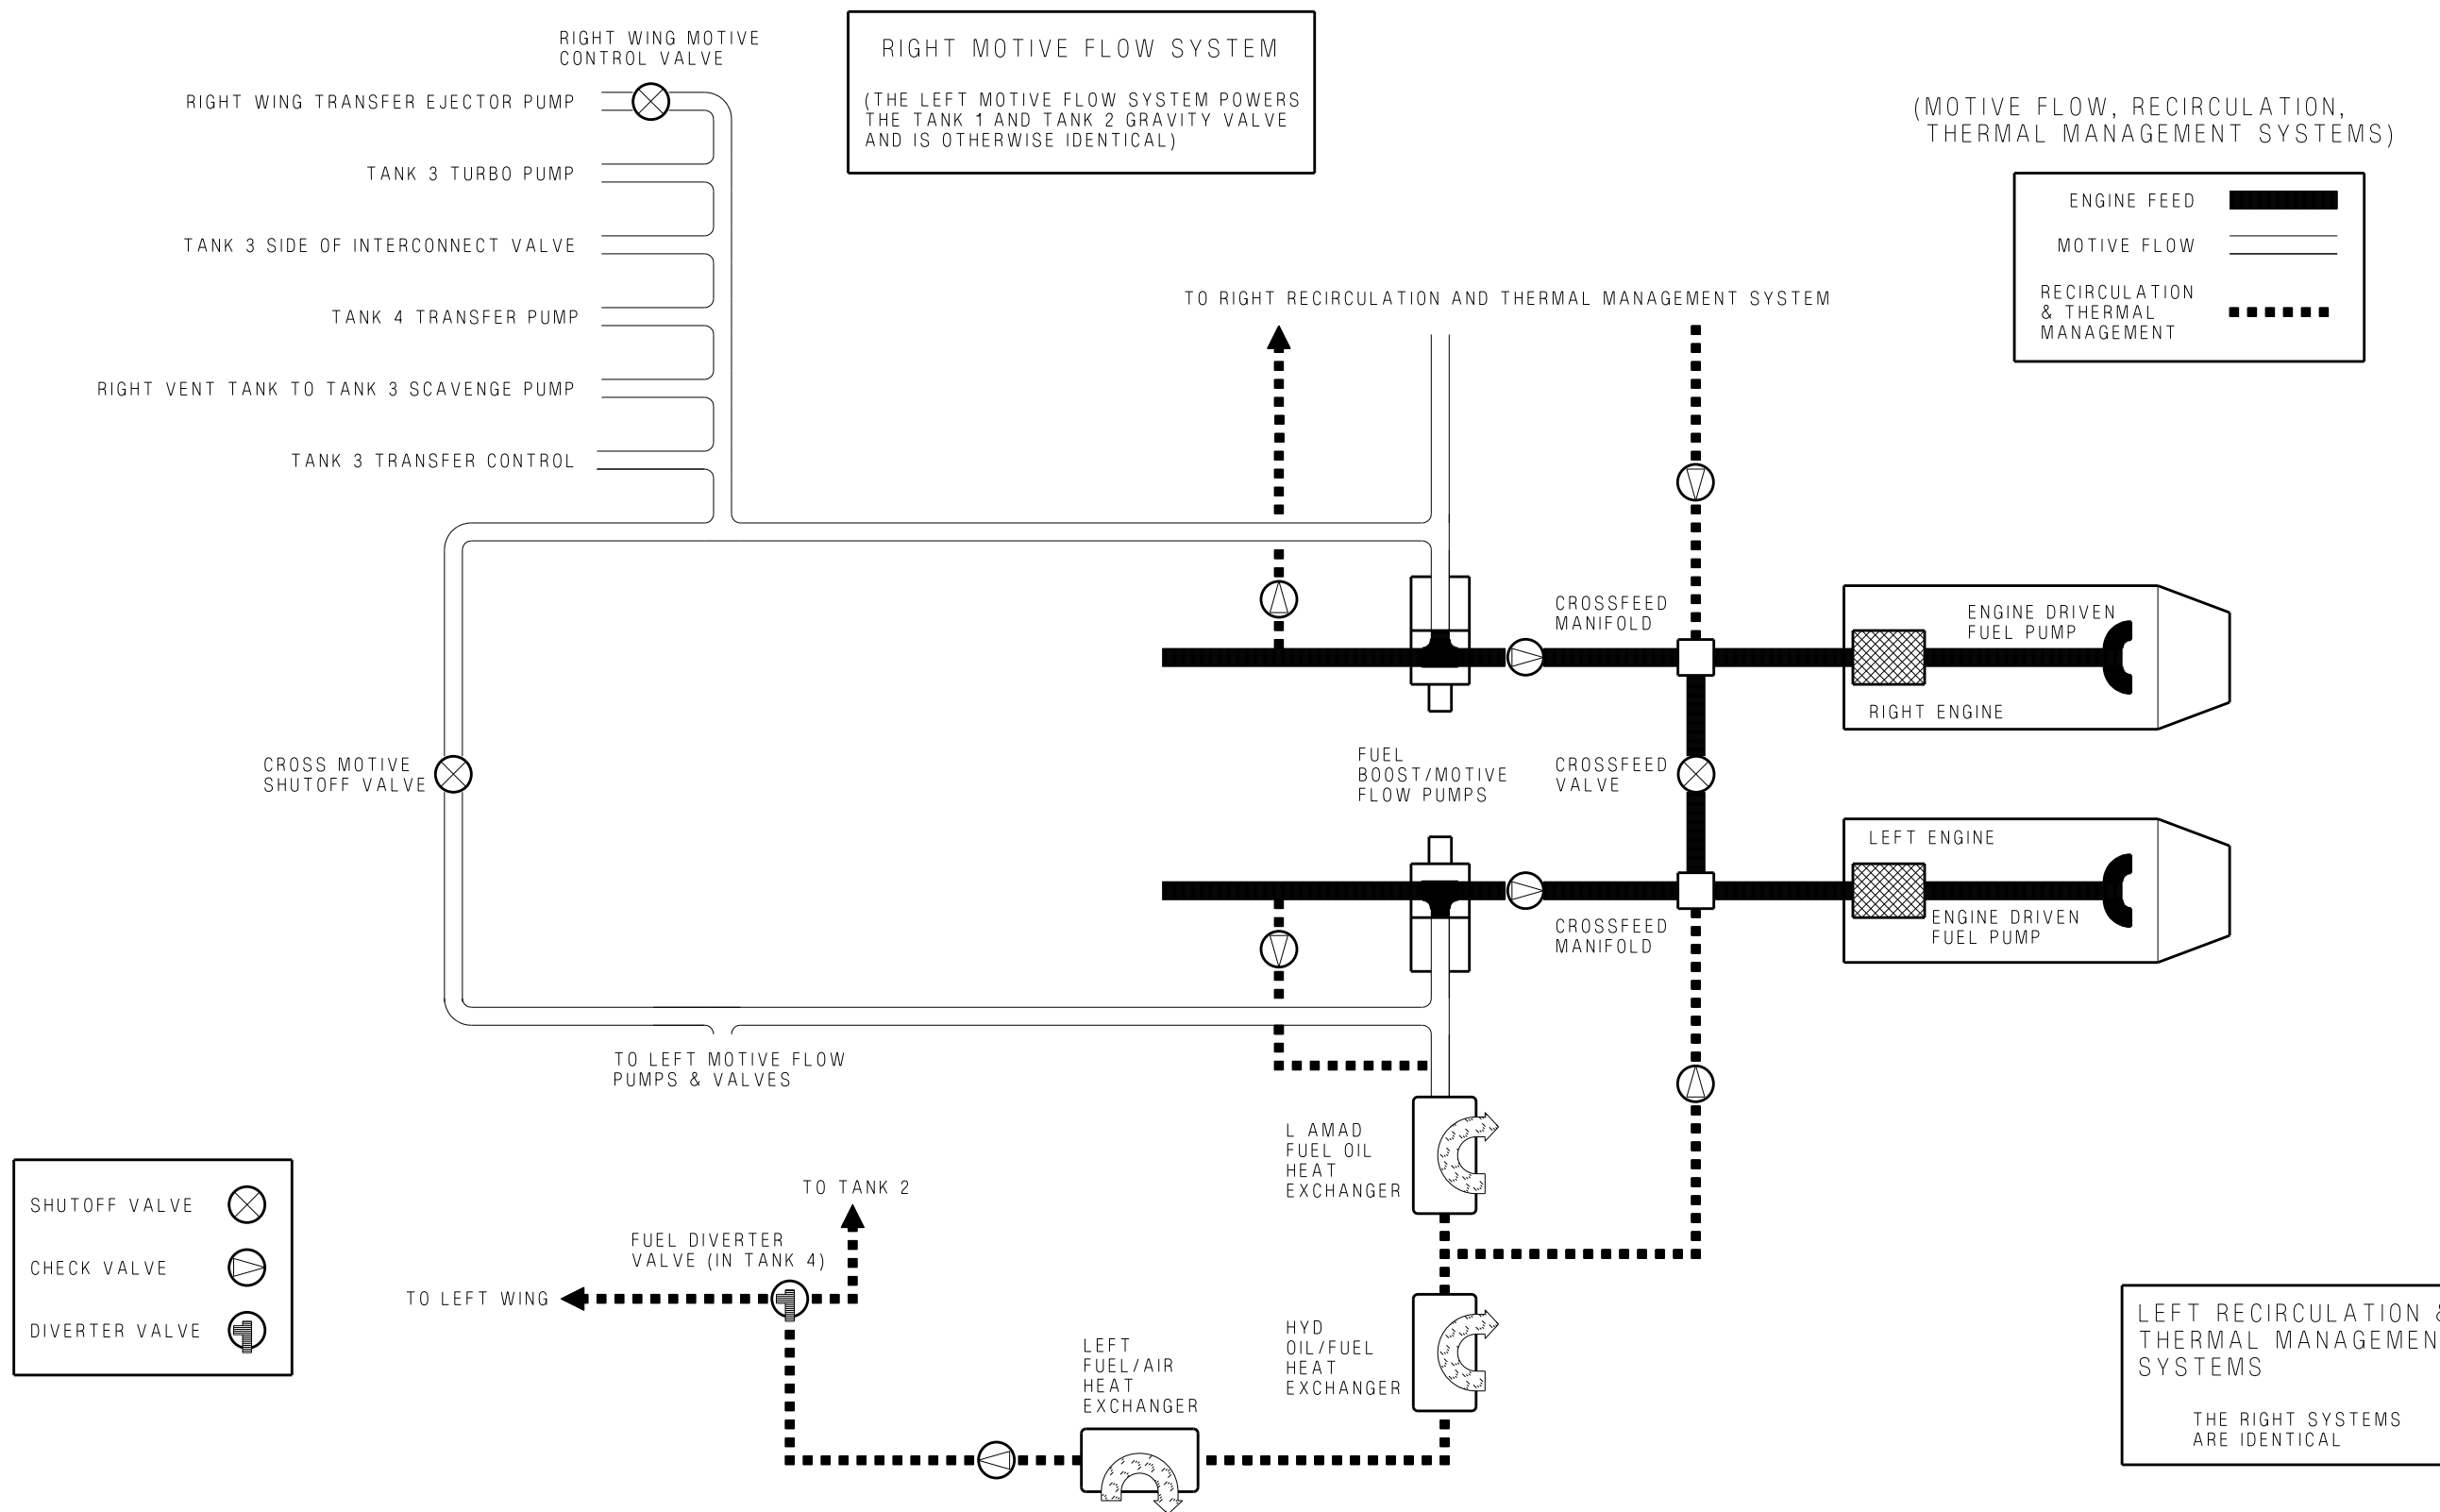 RIGHT WING MOTIVE
CONTROL VALVE
RIGHT WING TRANSFER EJECTOR PUMP
TANK 3 TURBO PUMP
TANK 3 SIDE OF INTERCONNECT VALVE
TANK 4 TRANSFER PUMP
RIGHT VENT TANK TO TANK 3 SCAVENGE PUMP
TANK 3 TRANSFER CONTROL
RIGHT MOTIVE FLOW SYSTEM
(THE LEFT MOTIVE FLOW SYSTEM POWERS
THE TANK 1 AND TANK 2 GRAVITY VALVE
AND IS OTHERWISE IDENTICAL)
(MOTIVE FLOW, RECIRCULATION,
THERMAL MANAGEMENT SYSTEMS)
ENGINE FEED
MOTIVE FLOW
RECIRCULATION
& THERMAL
MANAGEMENT
TO RIGHT RECIRCULATION AND THERMAL MANAGEMENT SYSTEM
CROSSFEED
MANIFOLD
ENGINE DRIVEN
FUEL PUMP
RIGHT ENGINE
CROSS MOTIVE
SHUTOFF VALVE
FUEL
BOOST/MOTIVE
FLOW PUMPS
CROSSFEED
VALVE
LEFT ENGINE
ENGINE DRIVEN
FUEL PUMP
CROSSFEED
MANIFOLD
TO LEFT MOTIVE FLOW
PUMPS & VALVES
L AMAD
FUEL OIL
HEAT
EXCHANGER
SHUTOFF VALVE
CHECK VALVE
DIVERTER VALVE
TO TANK 2
FUEL DIVERTER
VALVE (IN TANK 4)
TO LEFT WING
LEFT
FUEL/AIR
HEAT
EXCHANGER
HYD
OIL/FUEL
HEAT
EXCHANGER
LEFT RECIRCULATION &
THERMAL MANAGEMEN
SYSTEMS
THE RIGHT SYSTEMS
ARE IDENTICAL